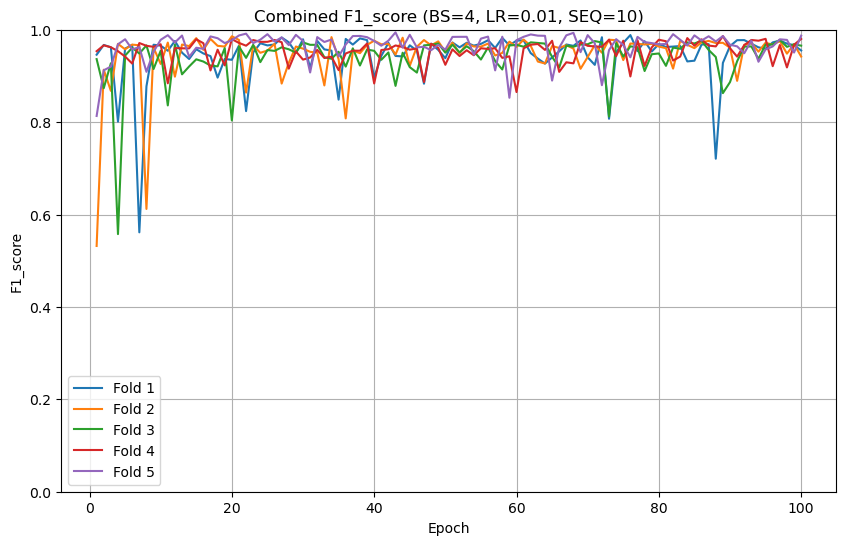 Combined F1_score (BS=4, LR=0.01, SEQ=10)
F1_score
1.0
0.8
0.6
0.4
0.2
0.0
Fold 1
Fold 2
Fold 3
Fold 4
Fold 5
0 20 40 60 80 100
Epoch